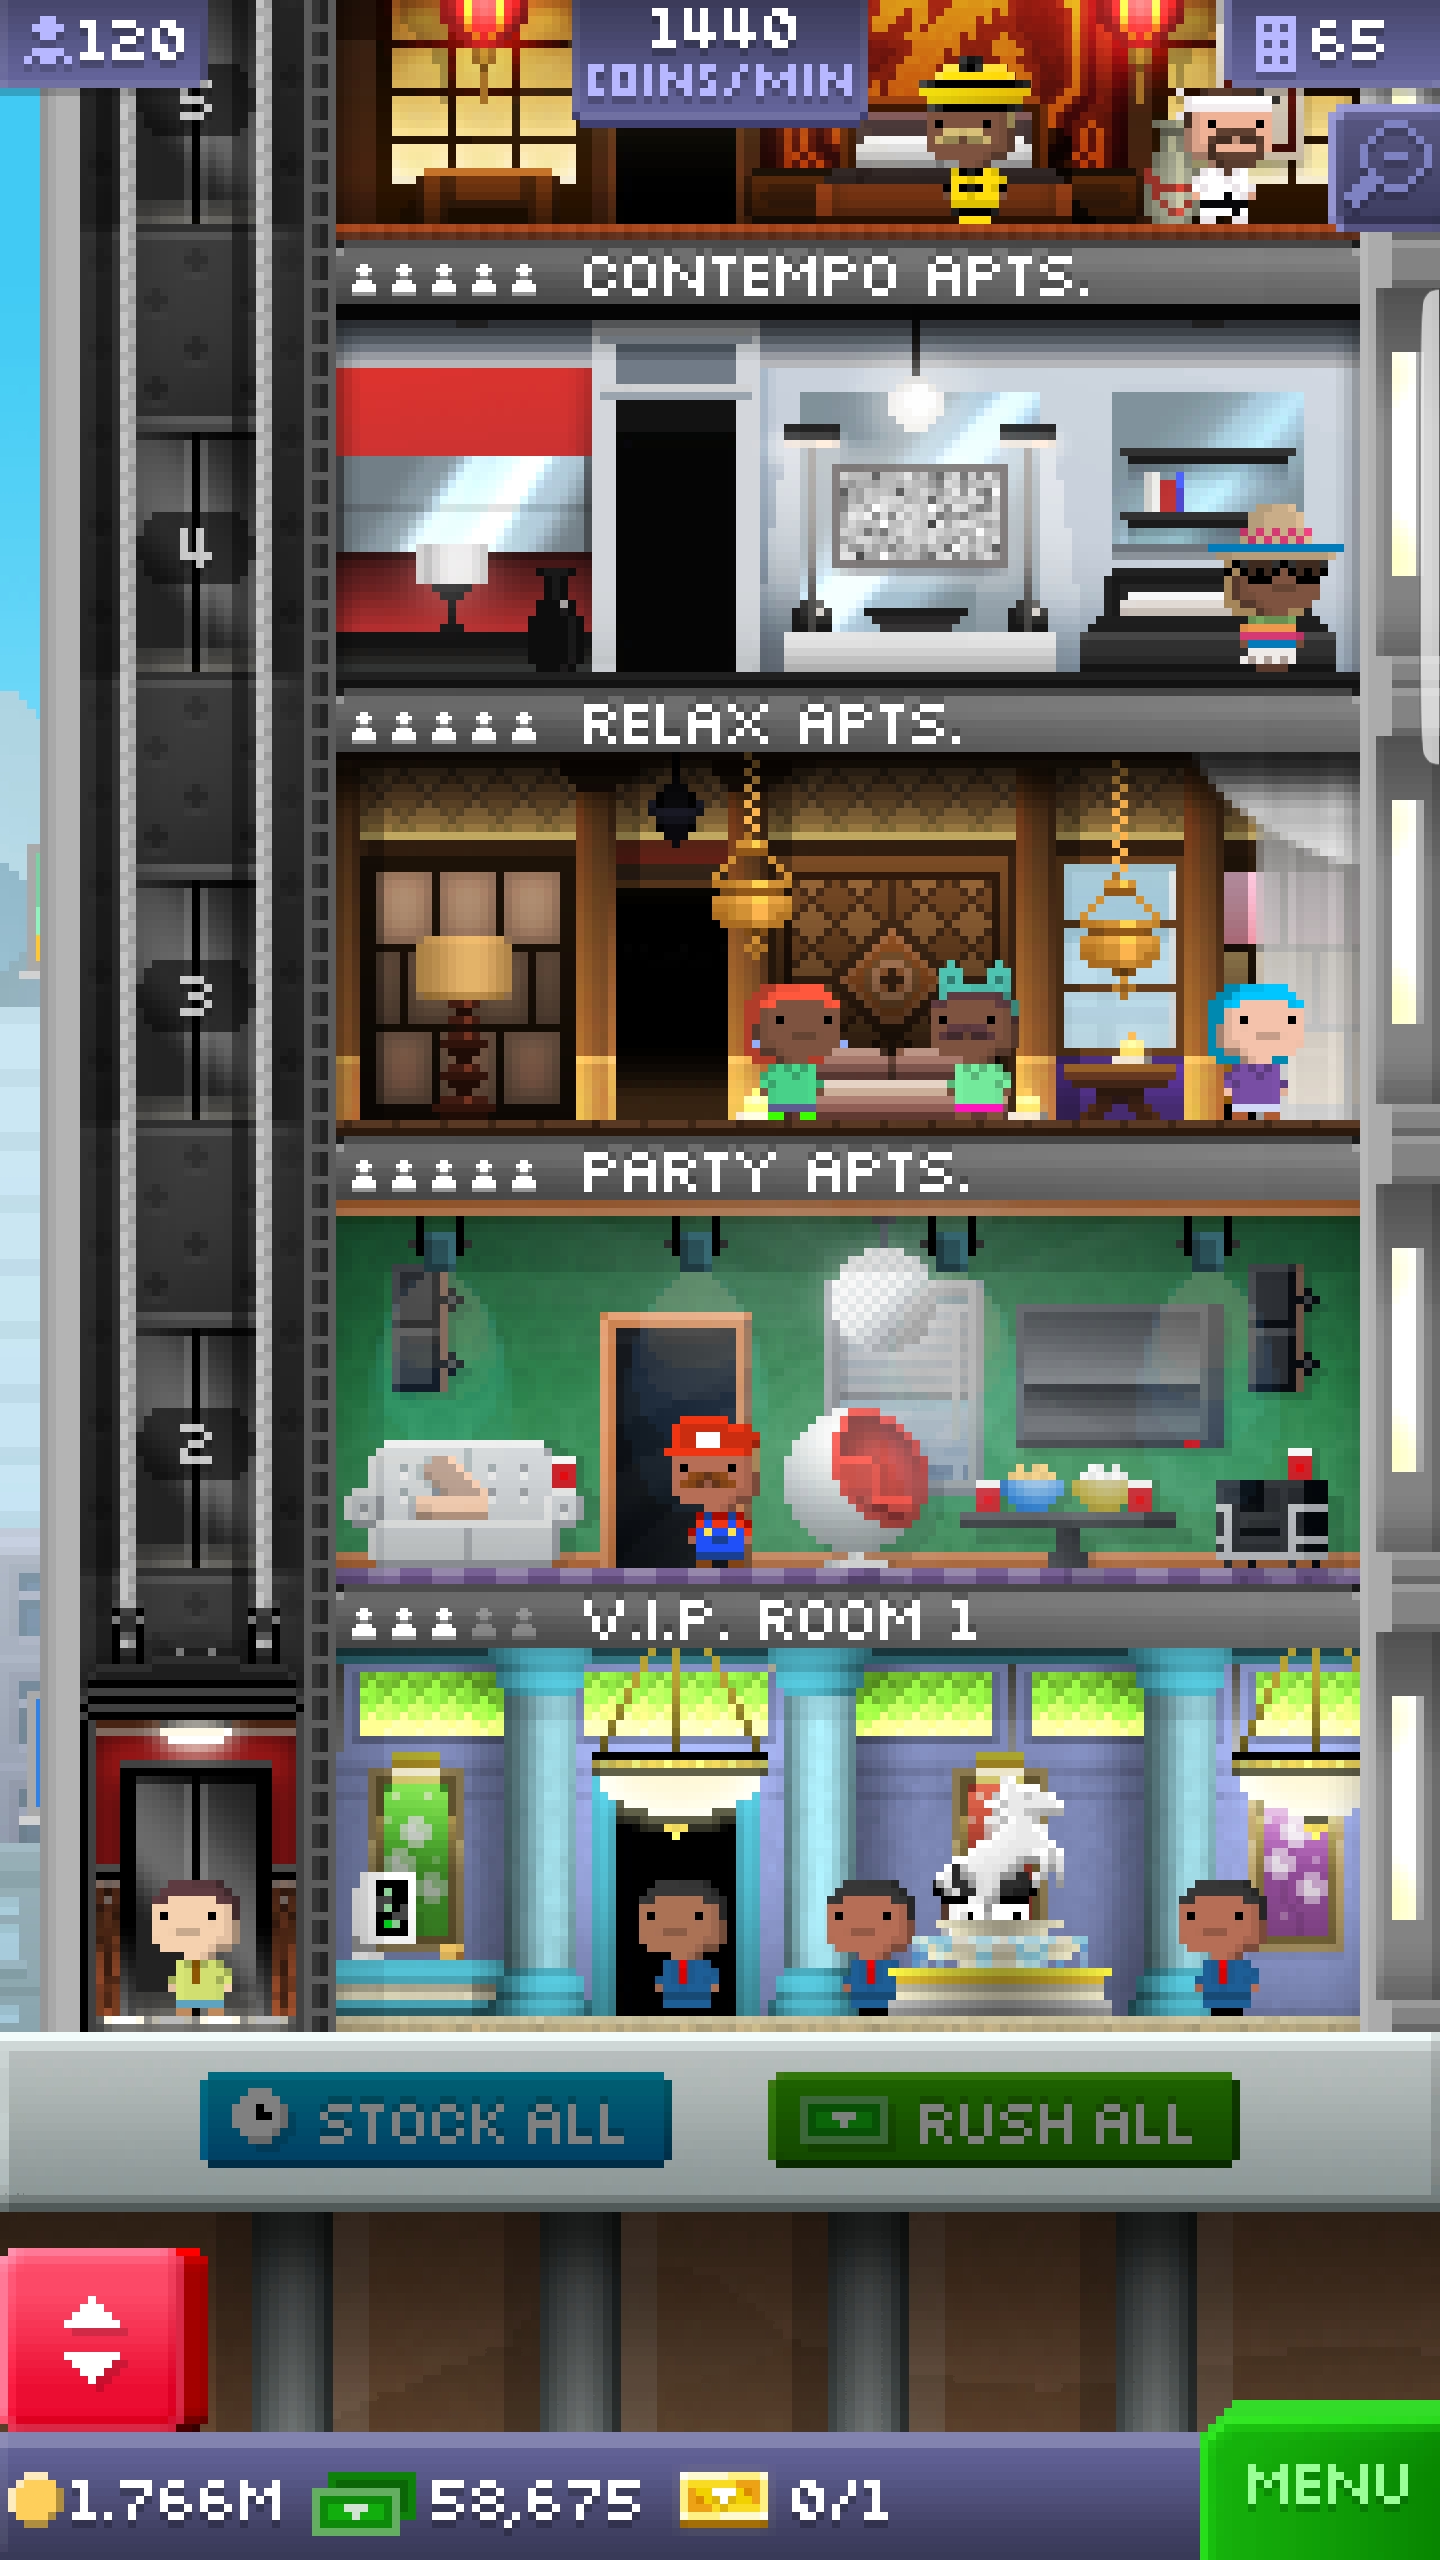 120
1440
COINS/MIN
65
5
CONTEMPO APTS.
4
RELAX APTS.
3
PARTY APTS.
2
V.I.P. ROOM 1
STOCK ALL
RUSH ALL
1.766M
58,675
0/1
MENU